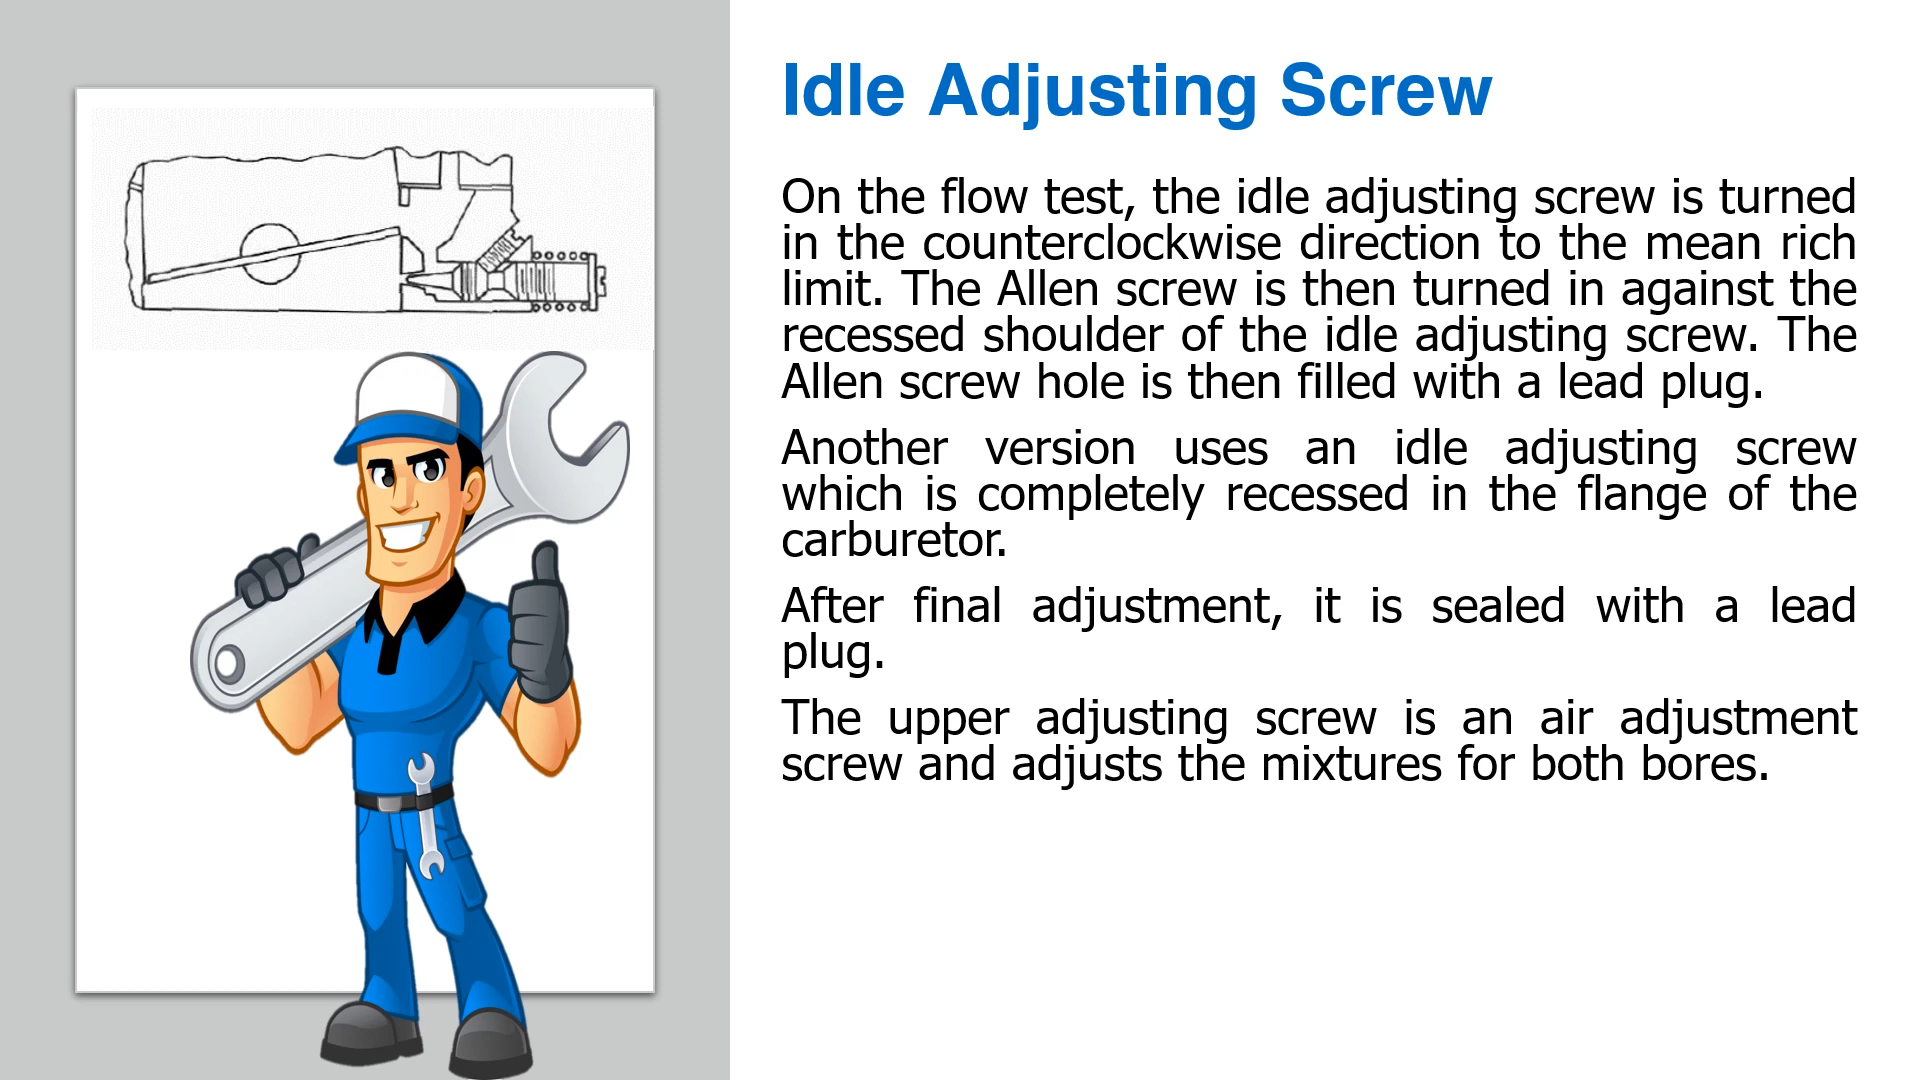 Idle Adjusting Screw
On the flow test, the idle adjusting screw is turned
in the counterclockwise direction to the mean rich
limit. The Allen screw is then turned in against the
recessed shoulder of the idle adjusting screw. The
Allen screw hole is then filled with a lead plug.
Another version uses an idle adjusting screw
which is completely recessed in the flange of the
carburetor.
After final adjustment, it is sealed with a lead
plug.
The upper adjusting screw is an air adjustment
screw and adjusts the mixtures for both bores.